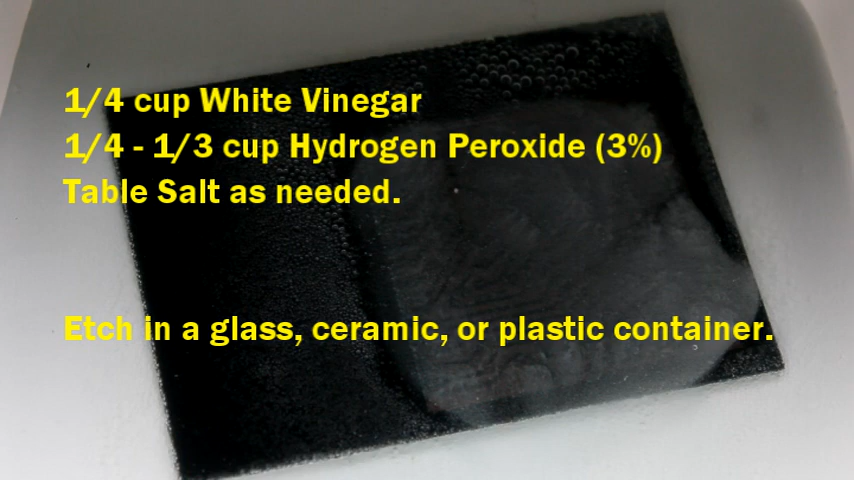 1/4 cup White Vinegar
1/4 - 1/3 cup Hydrogen Peroxide (3%)
Table Salt as needed.
Etch in a glass, ceramic, or plastic container.